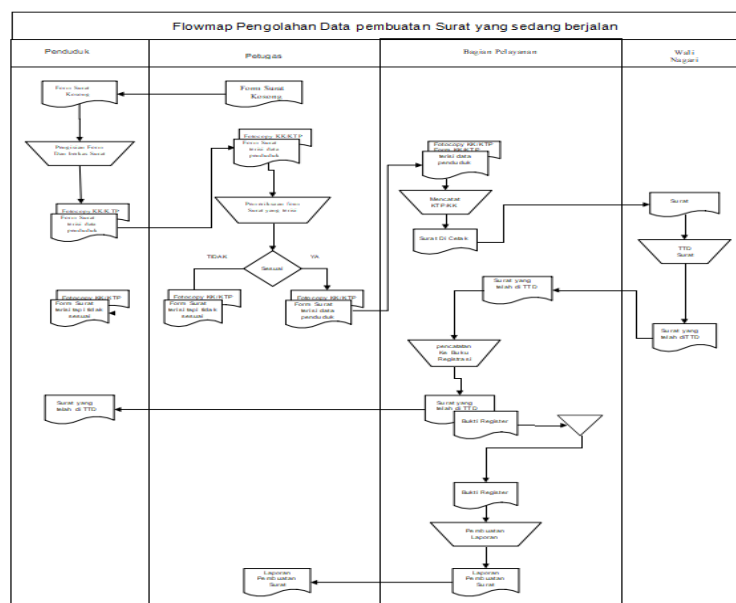 Flowmap Pengolahan Data pembuatan Surat yang sedang berjalan
Penduduk
Petugas
Bagian Pelayanan
Wali
Nagari
Form Surat
Kosong
Form Surat
Kosong
Pengisian Form
Dan berkas Surat
Fotocopy KK/KTP
Form Surat
terisi data
penduduk
Fotocopy KK/KTP
Form Surat
terisi data
penduduk
Pemeriksaan form
Surat yang terisi
Sesuai
TIDAK
YA
Fotocopy KK/KTP
Form Surat
terisi tapi tidak
sesuai
Fotocopy KK/KTP
Form Surat
terisi data
penduduk
Fotocopy KK/KTP
Form Surat
terisi tapi tidak
sesuai
Fotocopy KK/KTP
Form KK/KTP
terisi data
penduduk
Mencatat
KTP/KK
Surat Di Cetak
Surat
TTD
Surat
Surat yang
telah diTTD
Surat yang
telah di TTD
pencatatan
Ke Buku
Registrasi
Surat yang
telah di TTD
Bukti Register
Surat yang
telah di TTD
Bukti Register
Pembuatan
Laporan
Laporan
Pembuatan
Surat
Laporan
Pembuatan
Surat